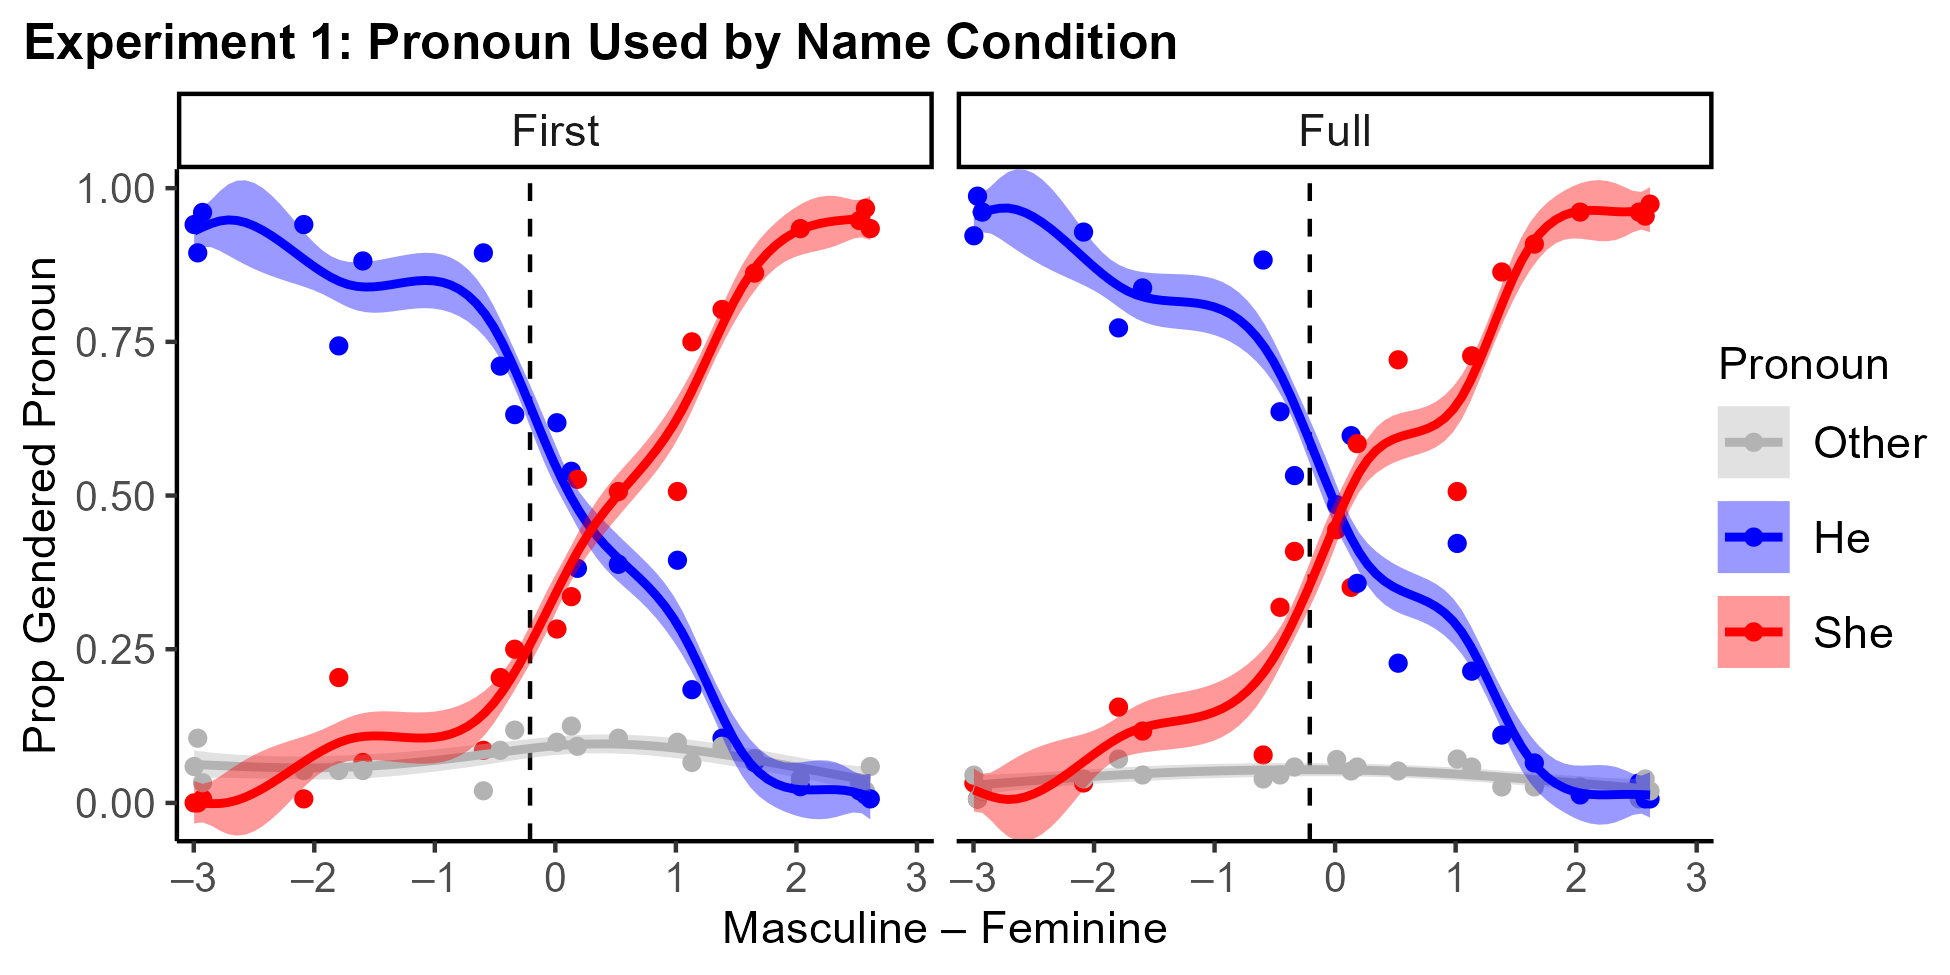 Experiment 1: Pronoun Used by Name Condition
First
Full
Prop Gendered Pronoun
1.00
0.75
0.50
0.25
0.00
–3 –2 –1 0 1 2 3
–3 –2 –1 0 1 2 3
Masculine – Feminine
Pronoun
Other
He
She